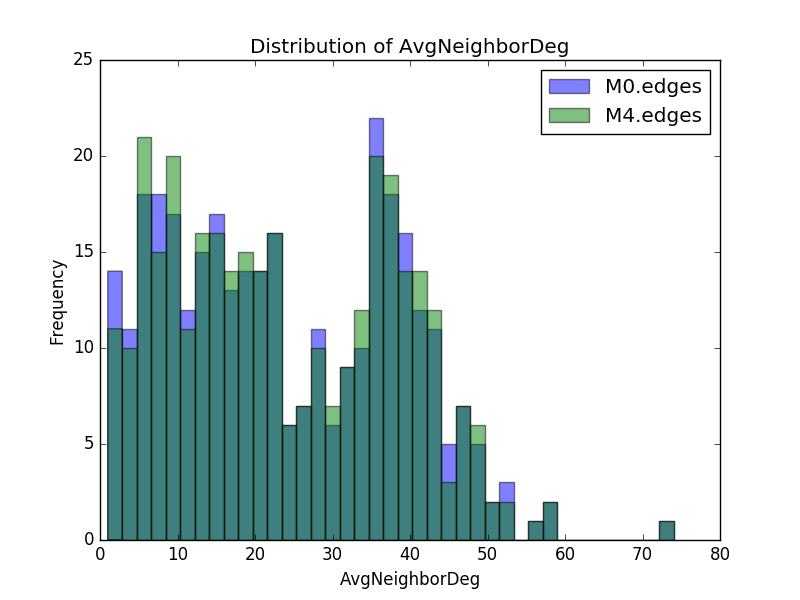 Distribution of AvgNeighborDeg
M0.edges
M4.edges
25
20
15
10
5
0
Frequency
0 10 20 30 40 50 60 70 80
AvgNeighborDeg